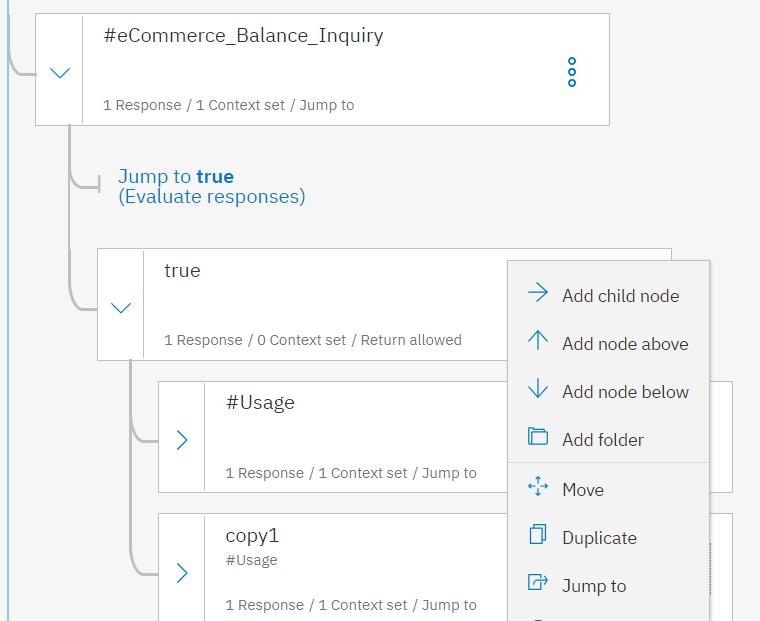 #eCommerce_Balance_Inquiry
1 Response / 1 Context set / Jump to
Jump to true
(Evaluate responses)
true
1 Response / 0 Context set / Return allowed
#Usage
1 Response / 1 Context set / Jump to
copy1
#Usage
1 Response / 1 Context set / Jump to
Add child node
Add node above
Add node below
Add folder
Move
Duplicate
Jump to